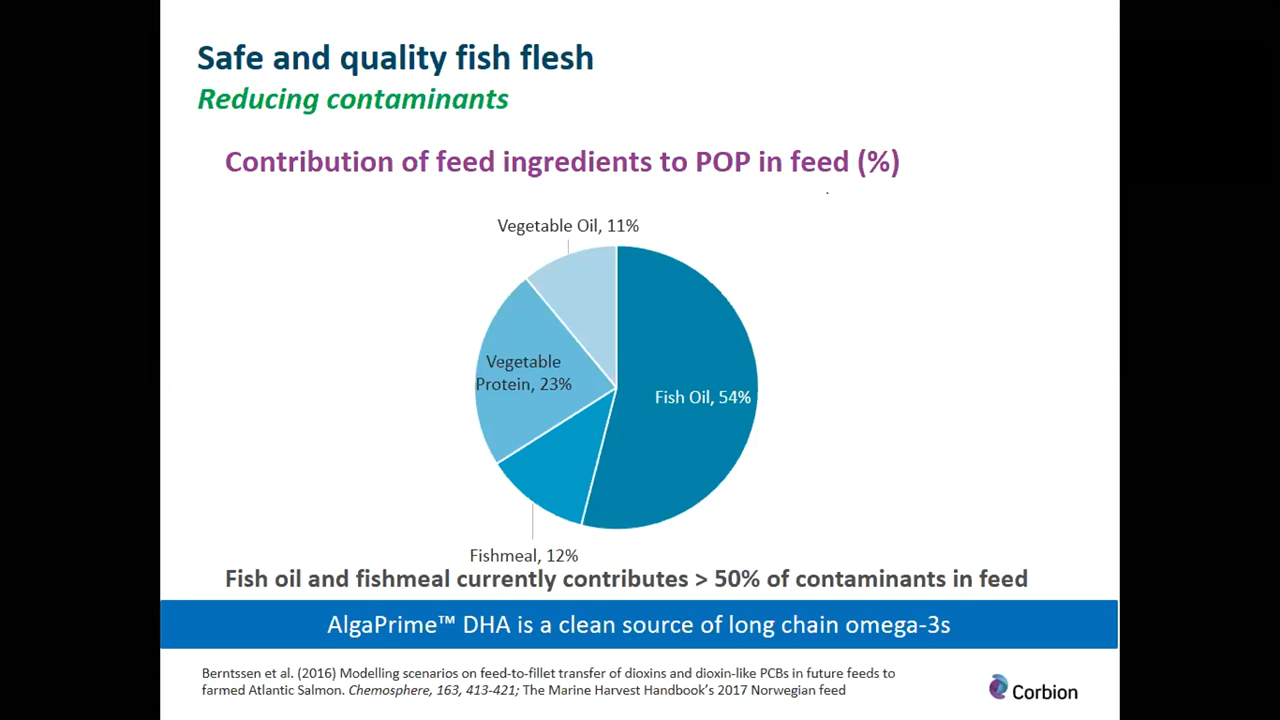 Safe and quality fish flesh
Reducing contaminants
Contribution of feed ingredients to POP in feed (%)
Vegetable Oil, 11%
Vegetable
Protein, 23%
Fish Oil, 54%
Fishmeal, 12%
Fish oil and fishmeal currently contributes > 50% of contaminants in feed
AlgaPrime™ DHA is a clean source of long chain omega-3s
Berntssen et al. (2016) Modelling scenarios on feed-to-fillet transfer of dioxins and dioxin-like PCBs in future feeds to
farmed Atlantic Salmon. Chemosphere, 163, 413-421; The Marine Harvest Handbook's 2017 Norwegian feed
Corbion